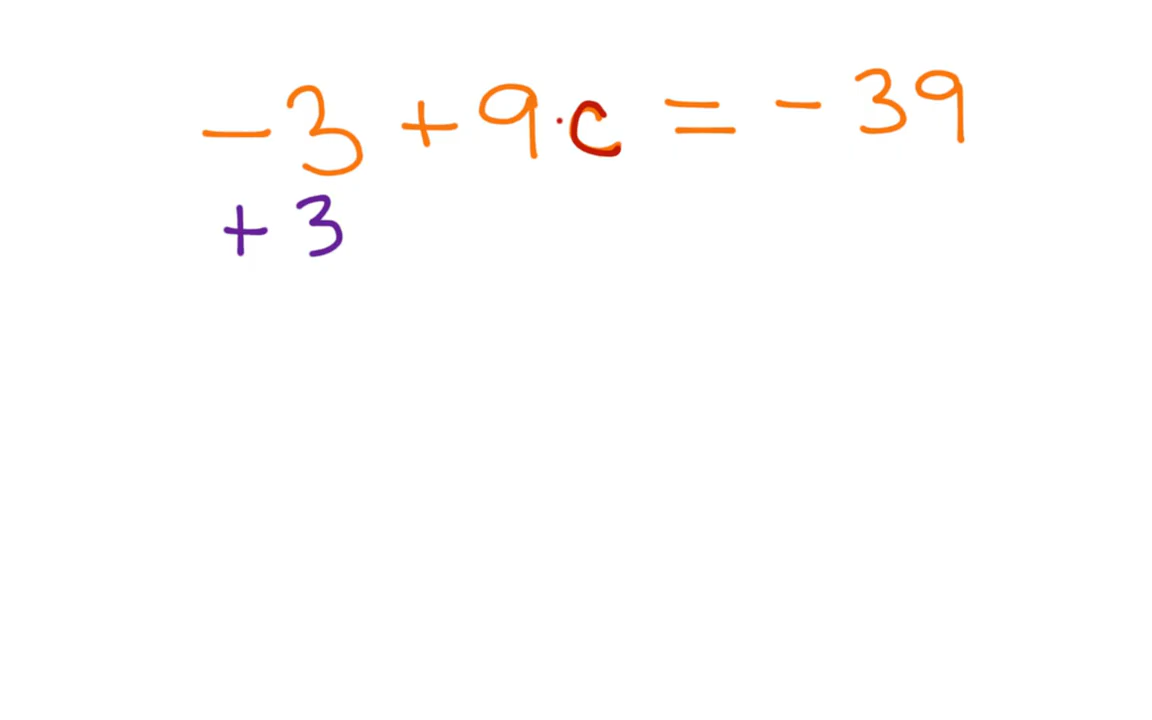 -3 + 9·c = -39
+ 3